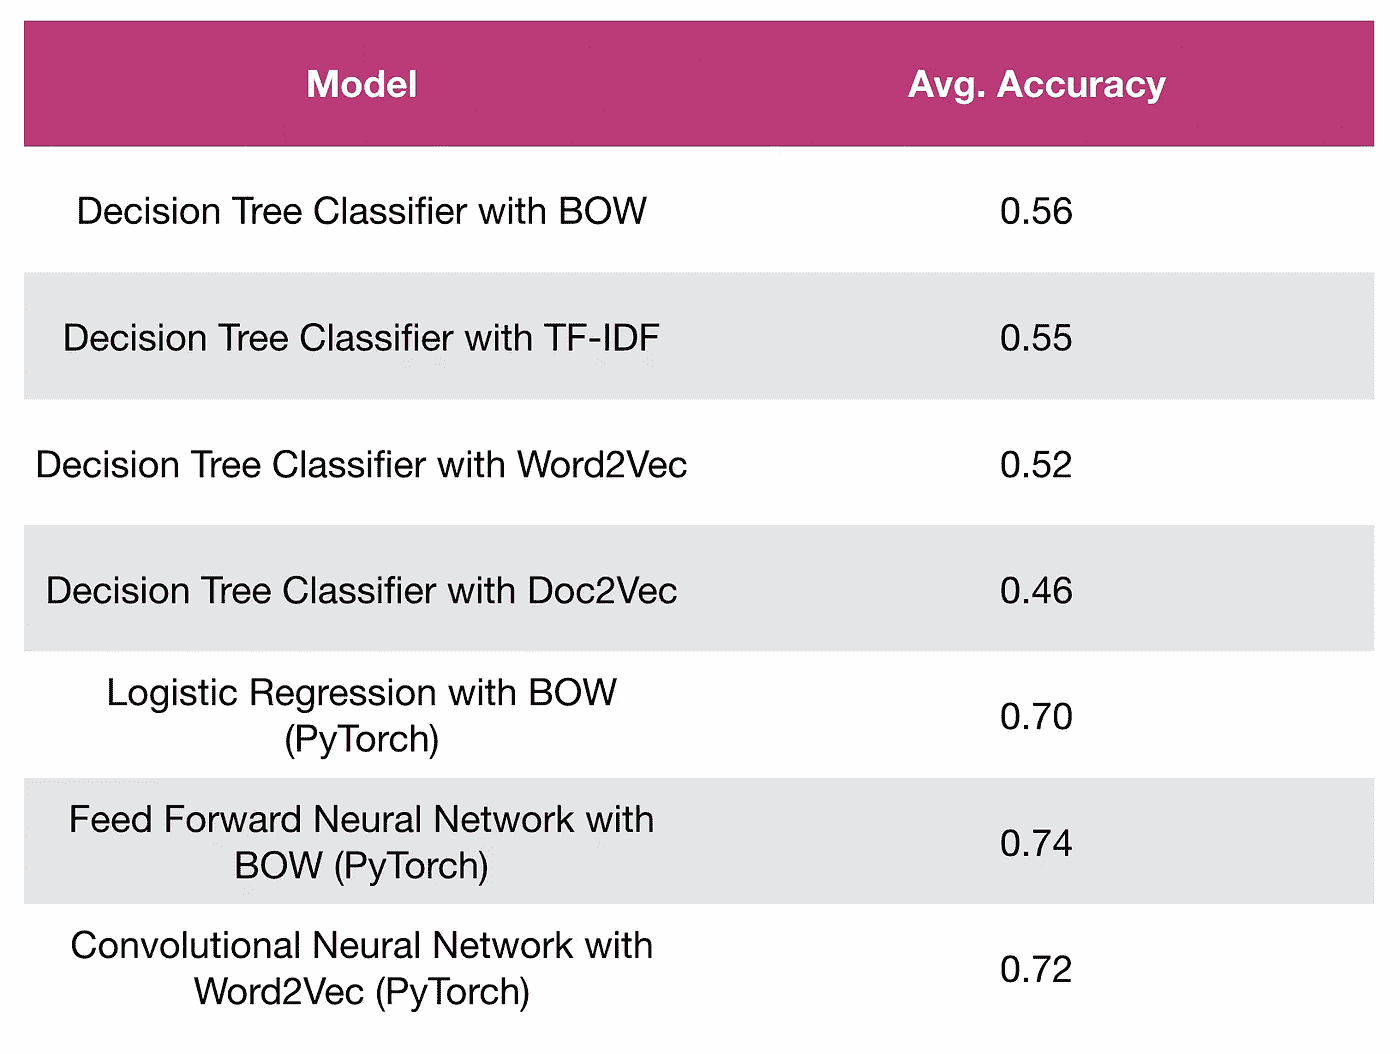 Model Avg. Accuracy
Decision Tree Classifier with BOW 0.56
Decision Tree Classifier with TF-IDF 0.55
Decision Tree Classifier with Word2Vec 0.52
Decision Tree Classifier with Doc2Vec 0.46
Logistic Regression with BOW
(PyTorch) 0.70
Feed Forward Neural Network with
BOW (PyTorch) 0.74
Convolutional Neural Network with
Word2Vec (PyTorch) 0.72